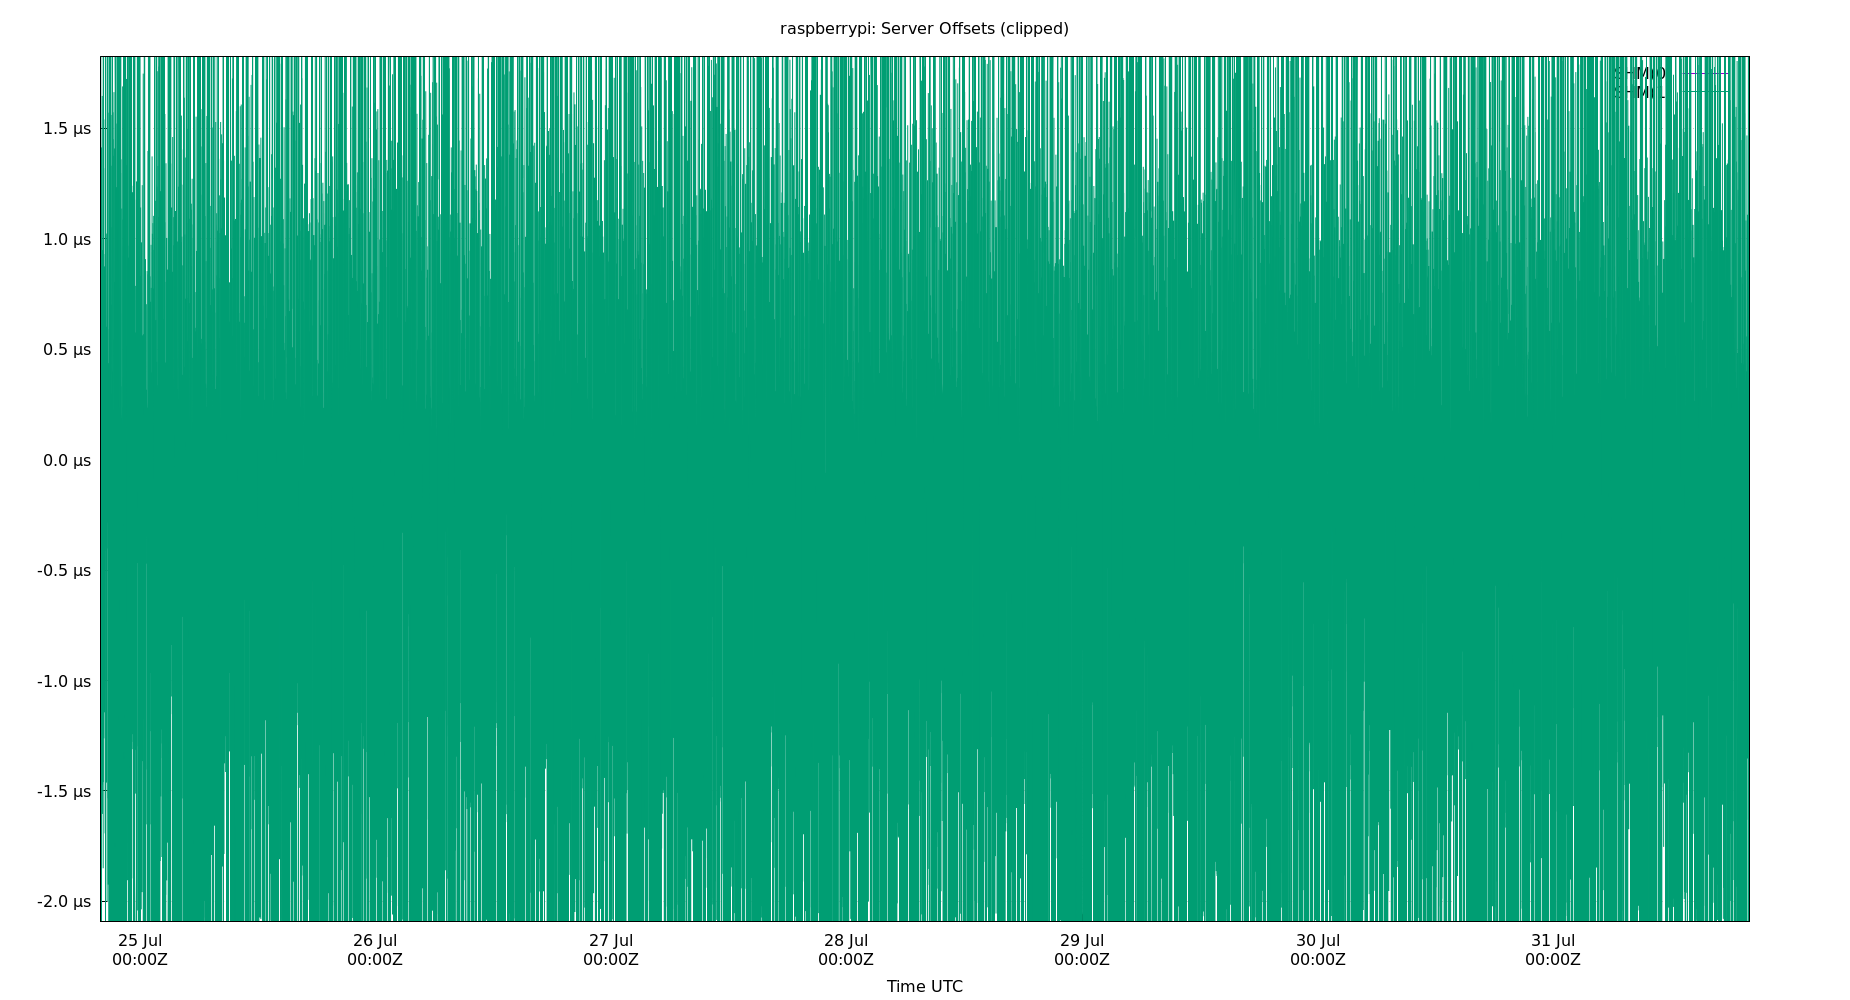 raspberrypi: Server Offsets (clipped)
1.5 µs
1.0 µs
0.5 µs
0.0 µs
-0.5 µs
-1.0 µs
-1.5 µs
-2.0 µs
25 Jul
00:00Z
26 Jul
00:00Z
27 Jul
00:00Z
28 Jul
00:00Z
29 Jul
00:00Z
30 Jul
00:00Z
31 Jul
00:00Z
Time UTC